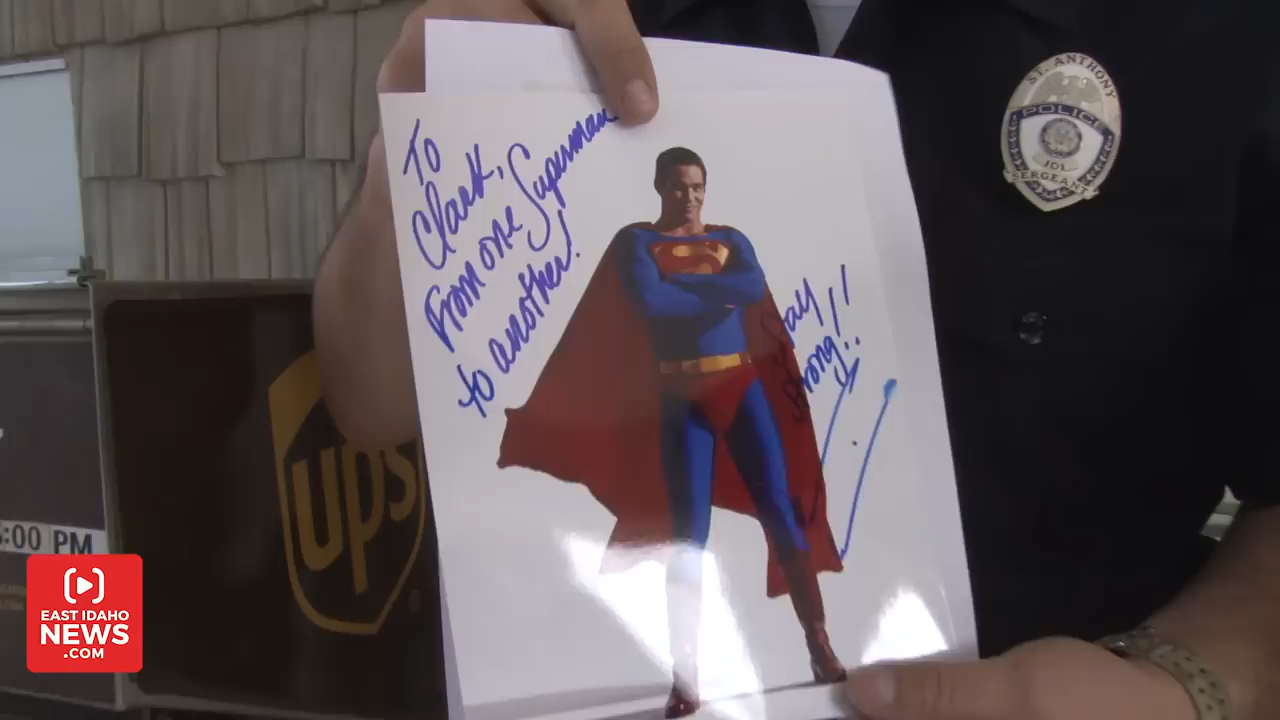 To
Clark,
From one Superman
to another!
Stay
strong!!
ST. ANTHONY
POLICE
IDL
SERGEANT
ups
:00 PM
EAST IDAHO
NEWS
.COM